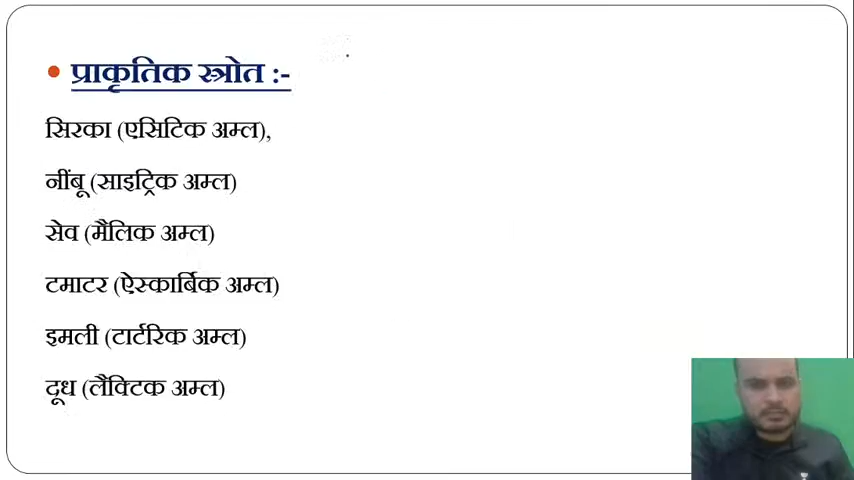 • प्राकृतिक स्त्रोत :-
सिरका (एसिटिक अम्ल),
नींबू (साइट्रिक अम्ल)
सेव (मैलिक अम्ल)
टमाटर (ऐस्कार्बिक अम्ल)
इमली (टार्टरिक अम्ल)
दूध (लैक्टिक अम्ल)